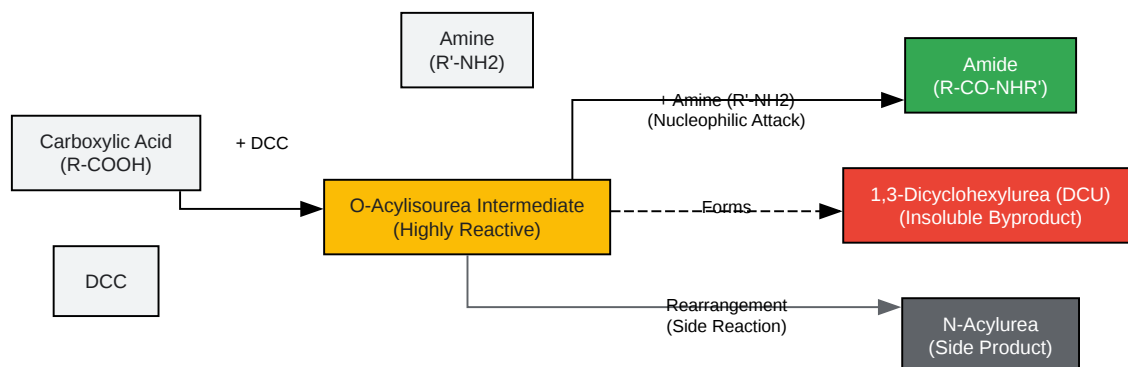 Amine
(R'-NH2)
Amide
(R-CO-NHR')
+ Amine (R'-NH2)
(Nucleophilic Attack)
Carboxylic Acid
(R-COOH)
+ DCC
O-Acylisourea Intermediate
(Highly Reactive)
Forms
1,3-Dicyclohexylurea (DCU)
(Insoluble Byproduct)
DCC
Rearrangement
(Side Reaction)
N-Acylurea
(Side Product)